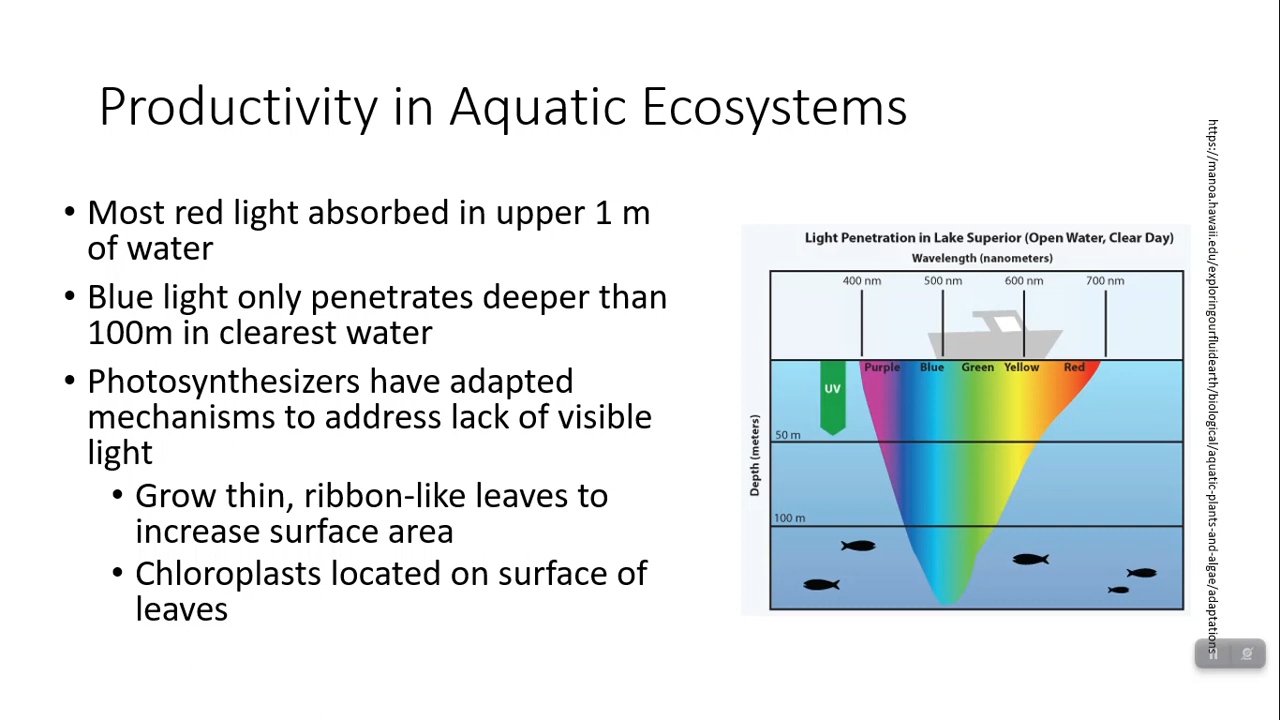 Productivity in Aquatic Ecosystems
• Most red light absorbed in upper 1 m
of water
• Blue light only penetrates deeper than
100m in clearest water
• Photosynthesizers have adapted
mechanisms to address lack of visible
light
• Grow thin, ribbon-like leaves to
increase surface area
• Chloroplasts located on surface of
leaves
Light Penetration in Lake Superior (Open Water, Clear Day)
Wavelength (nanometers)
400 nm 500 nm 600 nm 700 nm
Purple Blue Green Yellow Red
UV
Depth (meters)
50 m
100 m
https://manoa.hawaii.edu/exploringourfluidearth/biological/aquatic-plants-and-algae/adaptations